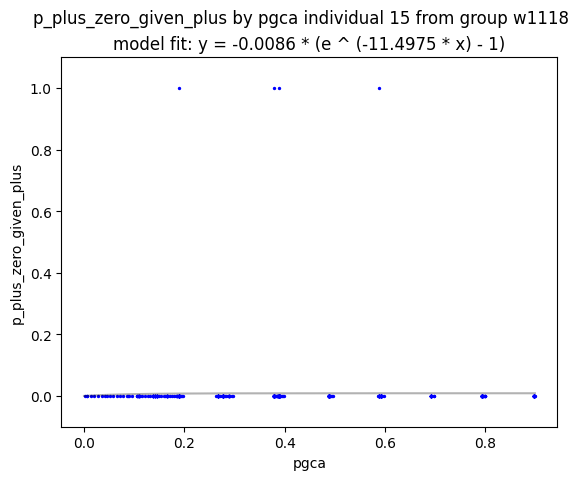 p_plus_zero_given_plus by pgca individual 15 from group w1118
model fit: y = -0.0086 * (e ^ (-11.4975 * x) - 1)
1.0
0.8
0.6
0.4
0.2
0.0
p_plus_zero_given_plus
0.0 0.2 0.4 0.6 0.8
pgca